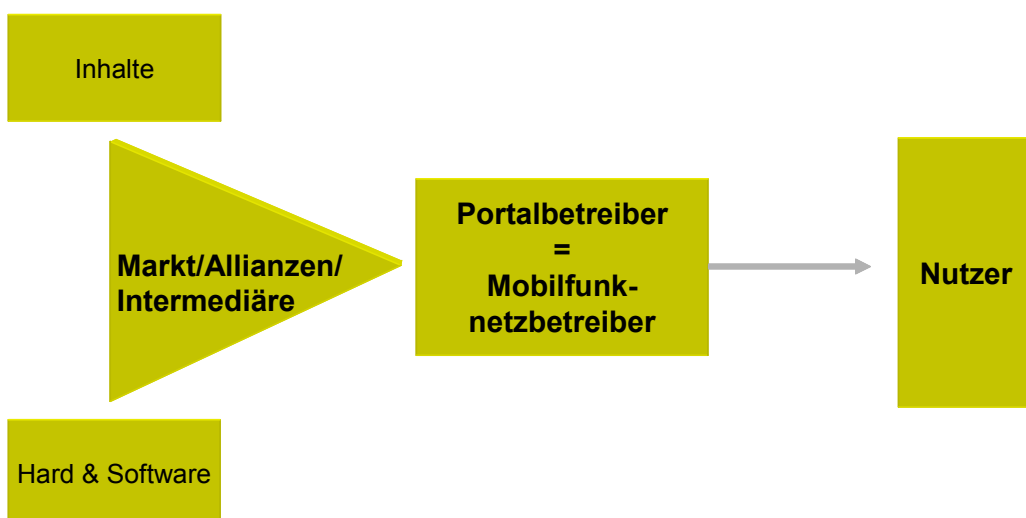 Inhalte
Markt/Allianzen/
Intermediäre
Portalbetreiber
=
Mobilfunk-
netzbetreiber
Nutzer
Hard & Software